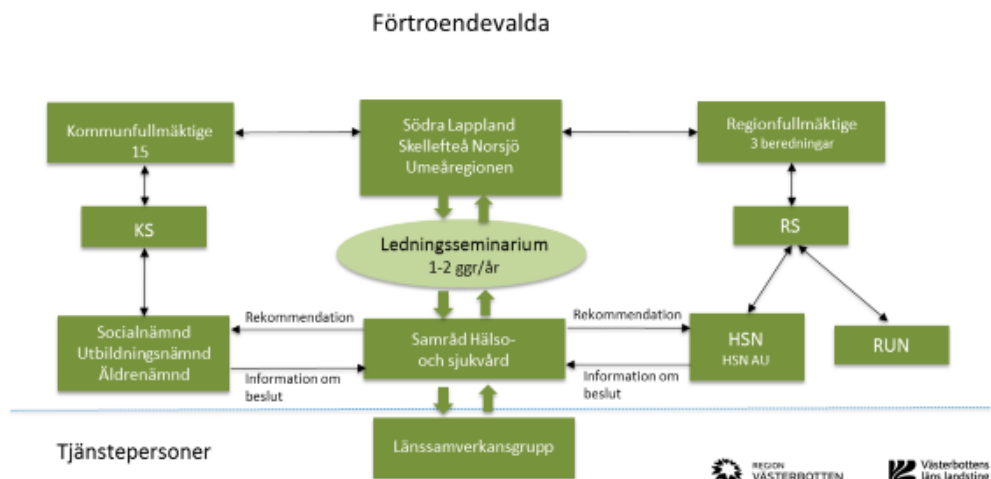 Förtroendevalda
Kommunfullmäktige
15
Södra Lappland
Skellefteå Norsjö
Umeåregionen
Regionfullmäktige
3 beredningar
KS
Ledningsseminarium
1-2 ggr/år
RS
Socialnämnd
Utbildningsnämnd
Äldrenämnd
Rekommendation
Information om
beslut
Samråd Hälso-
och sjukvård
Rekommendation
Information om
beslut
HSN
HSN AU
RUN
Tjänstepersoner
Länssamverkansgrupp
REGION
VÄSTERBOTTEN
Västerbottens
läns landsting